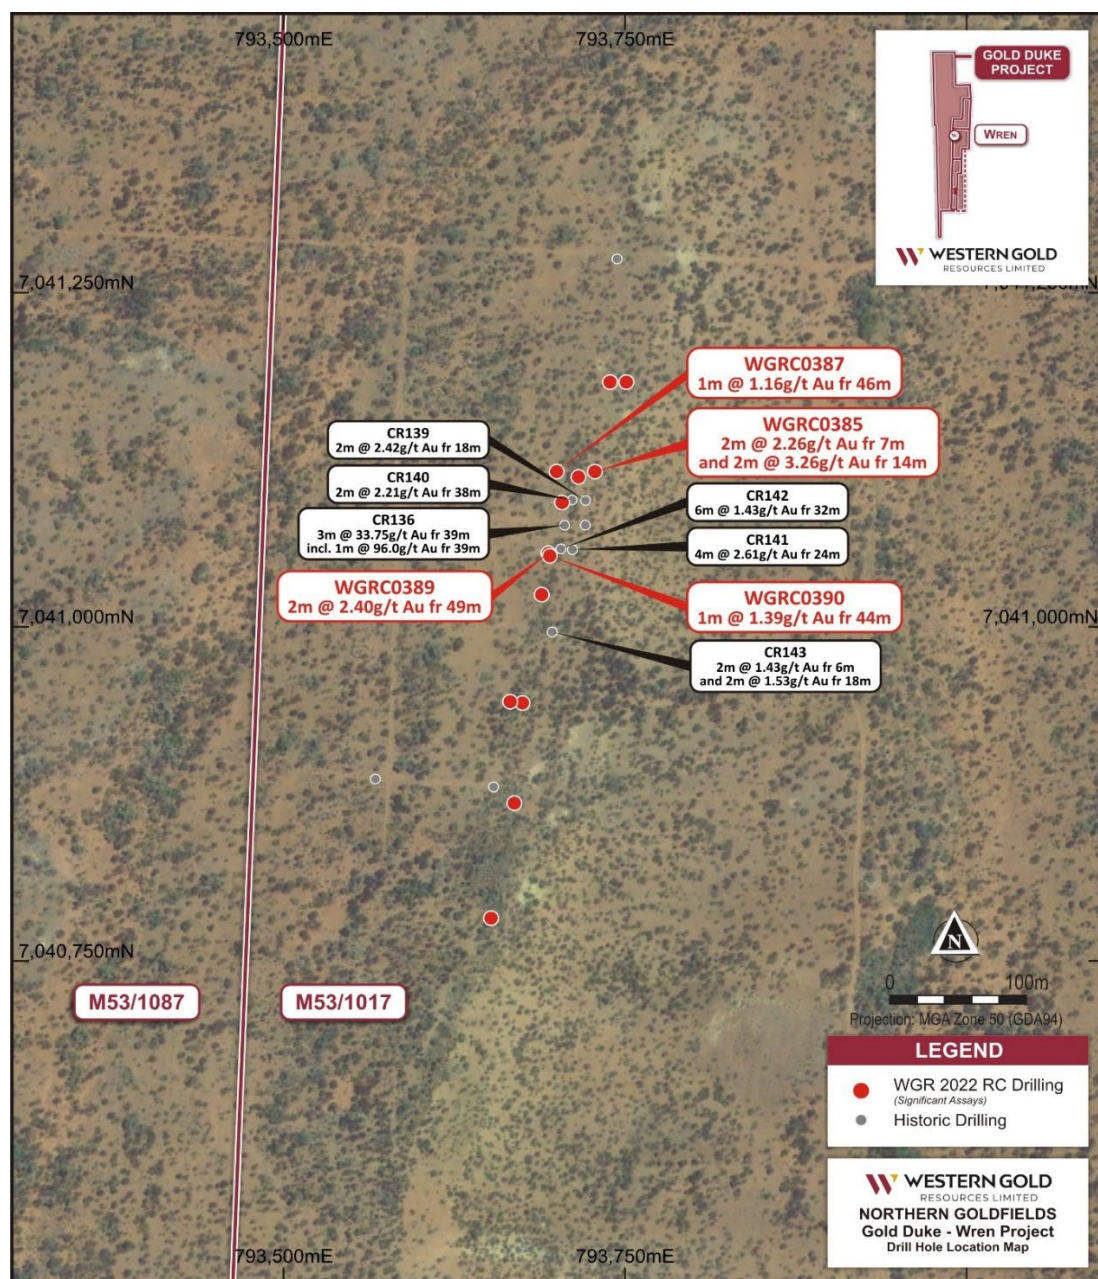 793,500mE
793,750mE
GOLD DUKE
PROJECT
WREN
W
WESTERN GOLD
RESOURCES LIMITED
7,041,250mN
WGRC0387
1m @ 1.16g/t Au fr 46m
WGRC0385
2m @ 2.26g/t Au fr 7m
and 2m @ 3.26g/t Au fr 14m
CR139
2m @ 2.42g/t Au fr 18m
CR140
2m @ 2.21g/t Au fr 38m
CR142
6m @ 1.43g/t Au fr 32m
CR136
3m @ 33.75g/t Au fr 39m
incl. 1m @ 96.0g/t Au fr 39m
CR141
4m @ 2.61g/t Au fr 24m
WGRC0389
2m @ 2.40g/t Au fr 49m
WGRC0390
1m @ 1.39g/t Au fr 44m
7,041,000mN
7,041,000mN
CR143
2m @ 1.43g/t Au fr 6m
and 2m @ 1.53g/t Au fr 18m
N
7,040,750mN
0 100m
Projection: MGA Zone 50 (GDA94)
M53/1087
M53/1017
LEGEND
WGR 2022 RC Drilling
(Significant Assays)
Historic Drilling
WESTERN GOLD
RESOURCES LIMITED
NORTHERN GOLDFIELDS
Gold Duke - Wren Project
Drill Hole Location Map
793,500mE
793,750mE